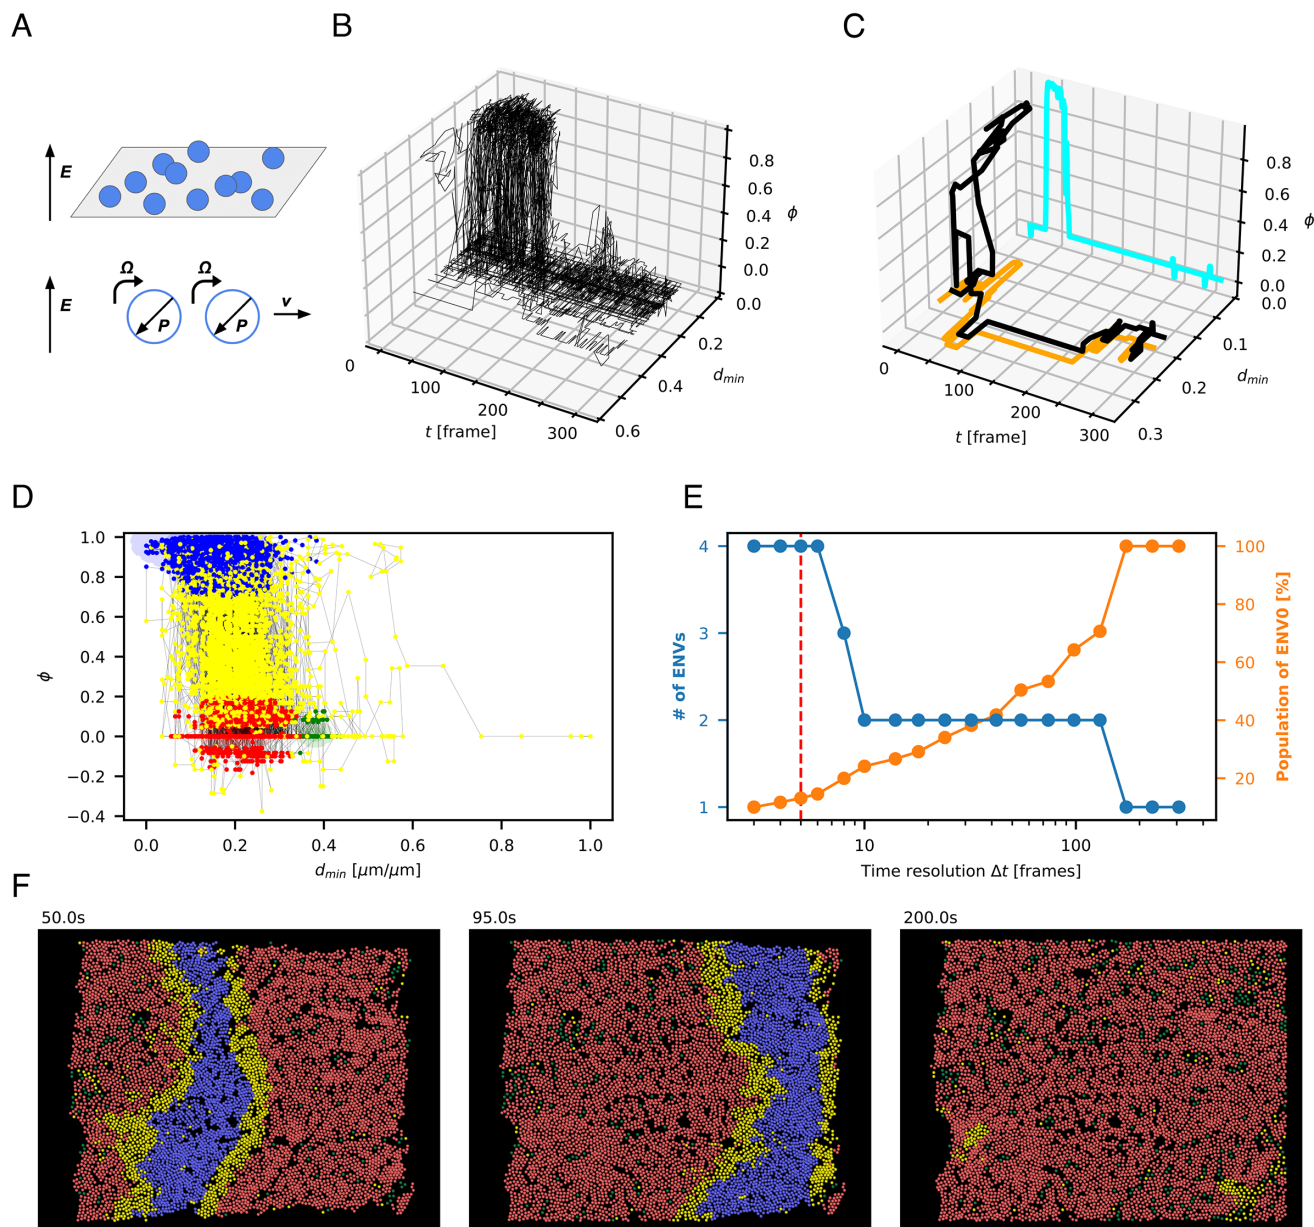 A
B
C
E
E
Ω
Ω
P
P
v
0.8
0.6
0.4
0.2
0.0
ϕ
0
100
200
300
t [frame]
0.0
0.2
0.4
0.6
d_min
0.8
0.6
0.4
0.2
0.0
ϕ
0
100
200
300
t [frame]
0.0
0.1
0.2
0.3
d_min
D
E
1.0
0.8
0.6
0.4
0.2
0.0
−0.2
−0.4
ϕ
0.0 0.2 0.4 0.6 0.8 1.0
d_min [μm/μm]
4
3
2
1
# of ENVs
100
80
60
40
20
Population of ENV0 [%]
10 100
Time resolution Δt [frames]
F
50.0s
95.0s
200.0s